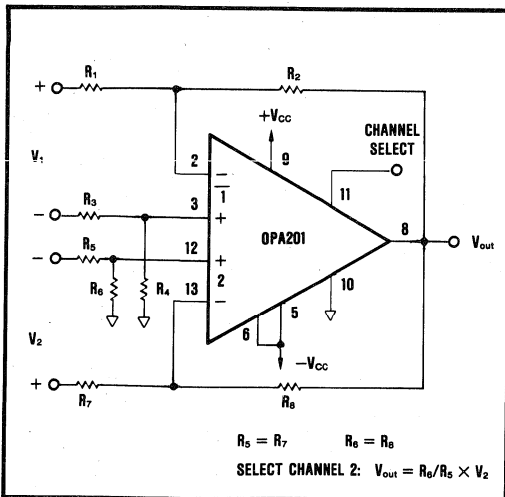 R1
R2
+
+VCC
CHANNEL
SELECT
V1
2
−
9
1
11
R3
−
3
+
OPA201
8
Vout
R5
−
12
+
R6
R4
2
10
13
−
5
V2
6
−VCC
+
R7
R8
R5 = R7 R6 = R8
SELECT CHANNEL 2: Vout = R6/R5 × V2